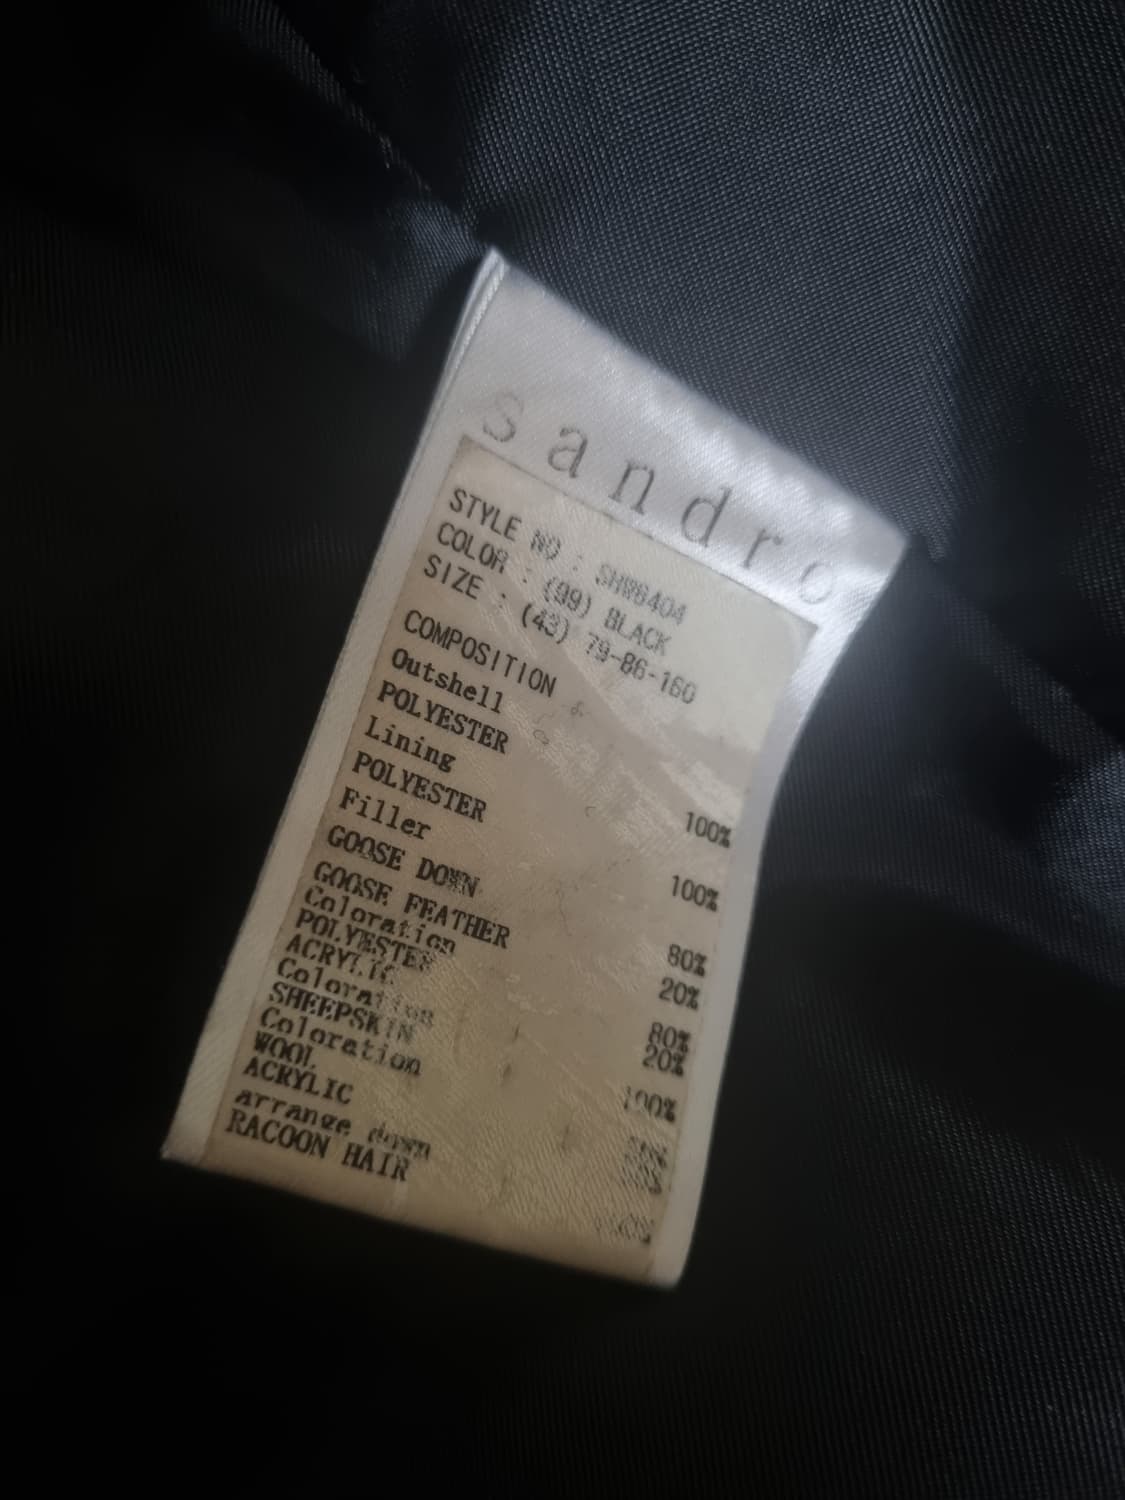 sandro
STYLE NO : SHW6404
COLOR : (99) BLACK
SIZE : (43) 79-86-160
COMPOSITION
Outshell
POLYESTER 100%
Lining
POLYESTER 100%
Filler
GOOSE DOWN 80%
GOOSE FEATHER 20%
Coloration
POLYESTER 80%
ACRYLIC 20%
Coloration
SHEEPSKIN 100%
Coloration
WOOL
ACRYLIC
arrange down
RACOON HAIR